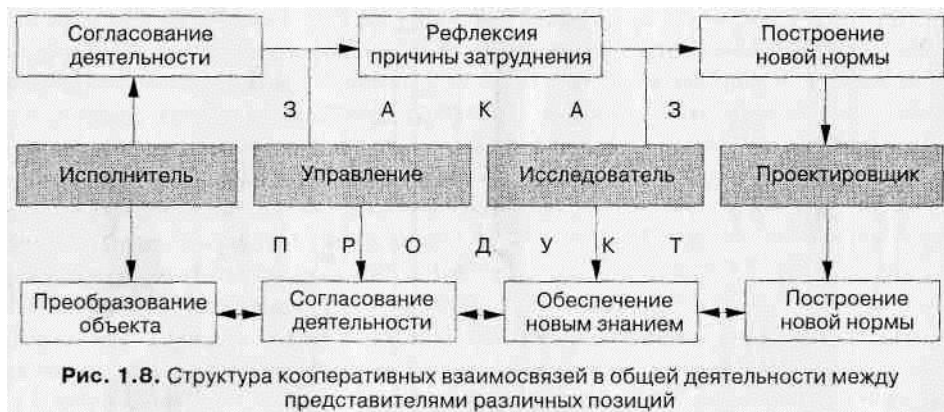 Согласование
деятельности
Рефлексия
причины затруднения
Построение
новой нормы
З А К А З
Исполнитель
Управление
Исследователь
Проектировщик
П Р О Д У К Т
Преобразование
объекта
Согласование
деятельности
Обеспечение
новым знанием
Построение
новой нормы
Рис. 1.8. Структура кооперативных взаимосвязей в общей деятельности между
представителями различных позиций